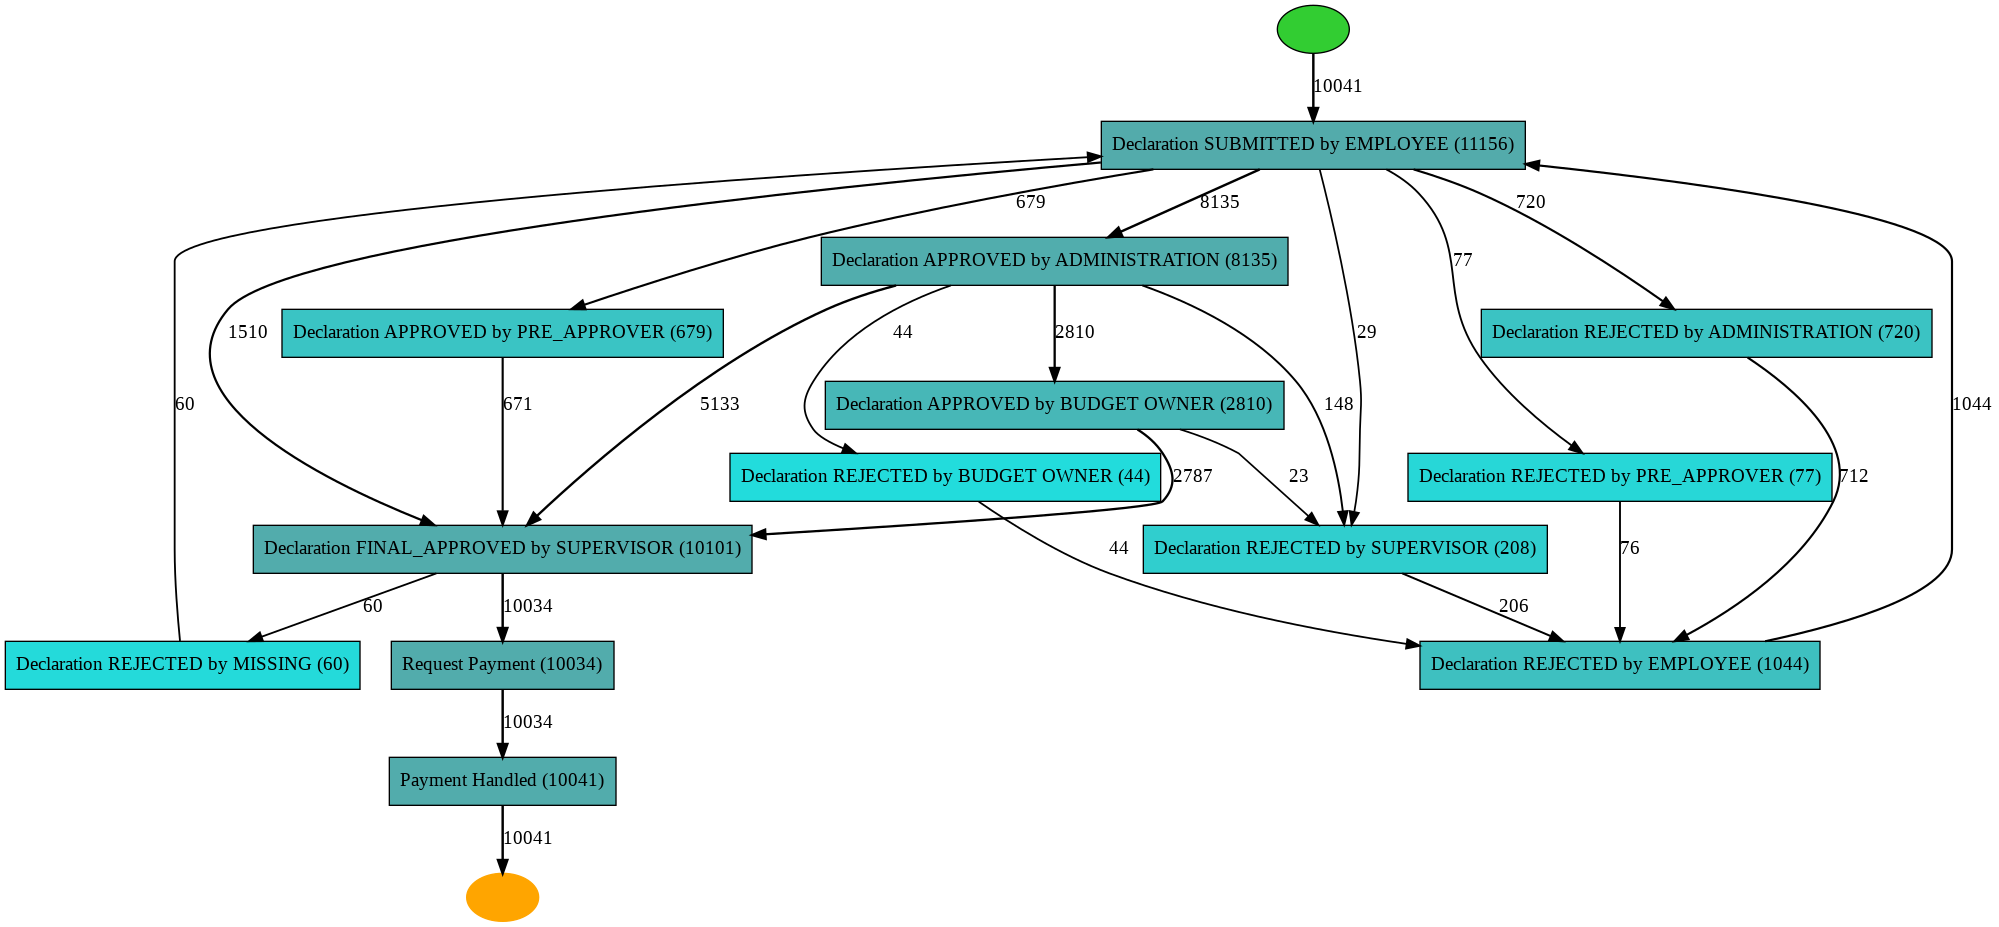 10041
Declaration SUBMITTED by EMPLOYEE (11156)
679
8135
720
Declaration APPROVED by ADMINISTRATION (8135)
77
1510
Declaration APPROVED by PRE_APPROVER (679)
44
2810
29
Declaration REJECTED by ADMINISTRATION (720)
60
671
5133
Declaration APPROVED by BUDGET OWNER (2810)
148
1044
Declaration REJECTED by BUDGET OWNER (44)
2787
23
Declaration REJECTED by PRE_APPROVER (77)
712
Declaration FINAL_APPROVED by SUPERVISOR (10101)
44
Declaration REJECTED by SUPERVISOR (208)
76
60
10034
206
Declaration REJECTED by MISSING (60)
Request Payment (10034)
Declaration REJECTED by EMPLOYEE (1044)
10034
Payment Handled (10041)
10041